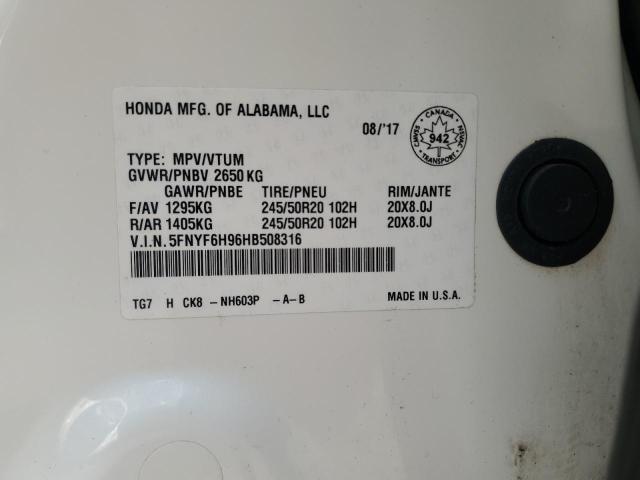 HONDA MFG. OF ALABAMA, LLC
08/'17
CANADA
942
TRANSPORT
TYPE: MPV/VTUM
GVWR/PNBV 2650 KG
GAWR/PNBE TIRE/PNEU RIM/JANTE
F/AV 1295KG 245/50R20 102H 20X8.0J
R/AR 1405KG 245/50R20 102H 20X8.0J
V.I.N. 5FNYF6H96HB508316
TG7 H CK8 -NH603P -A-B MADE IN U.S.A.